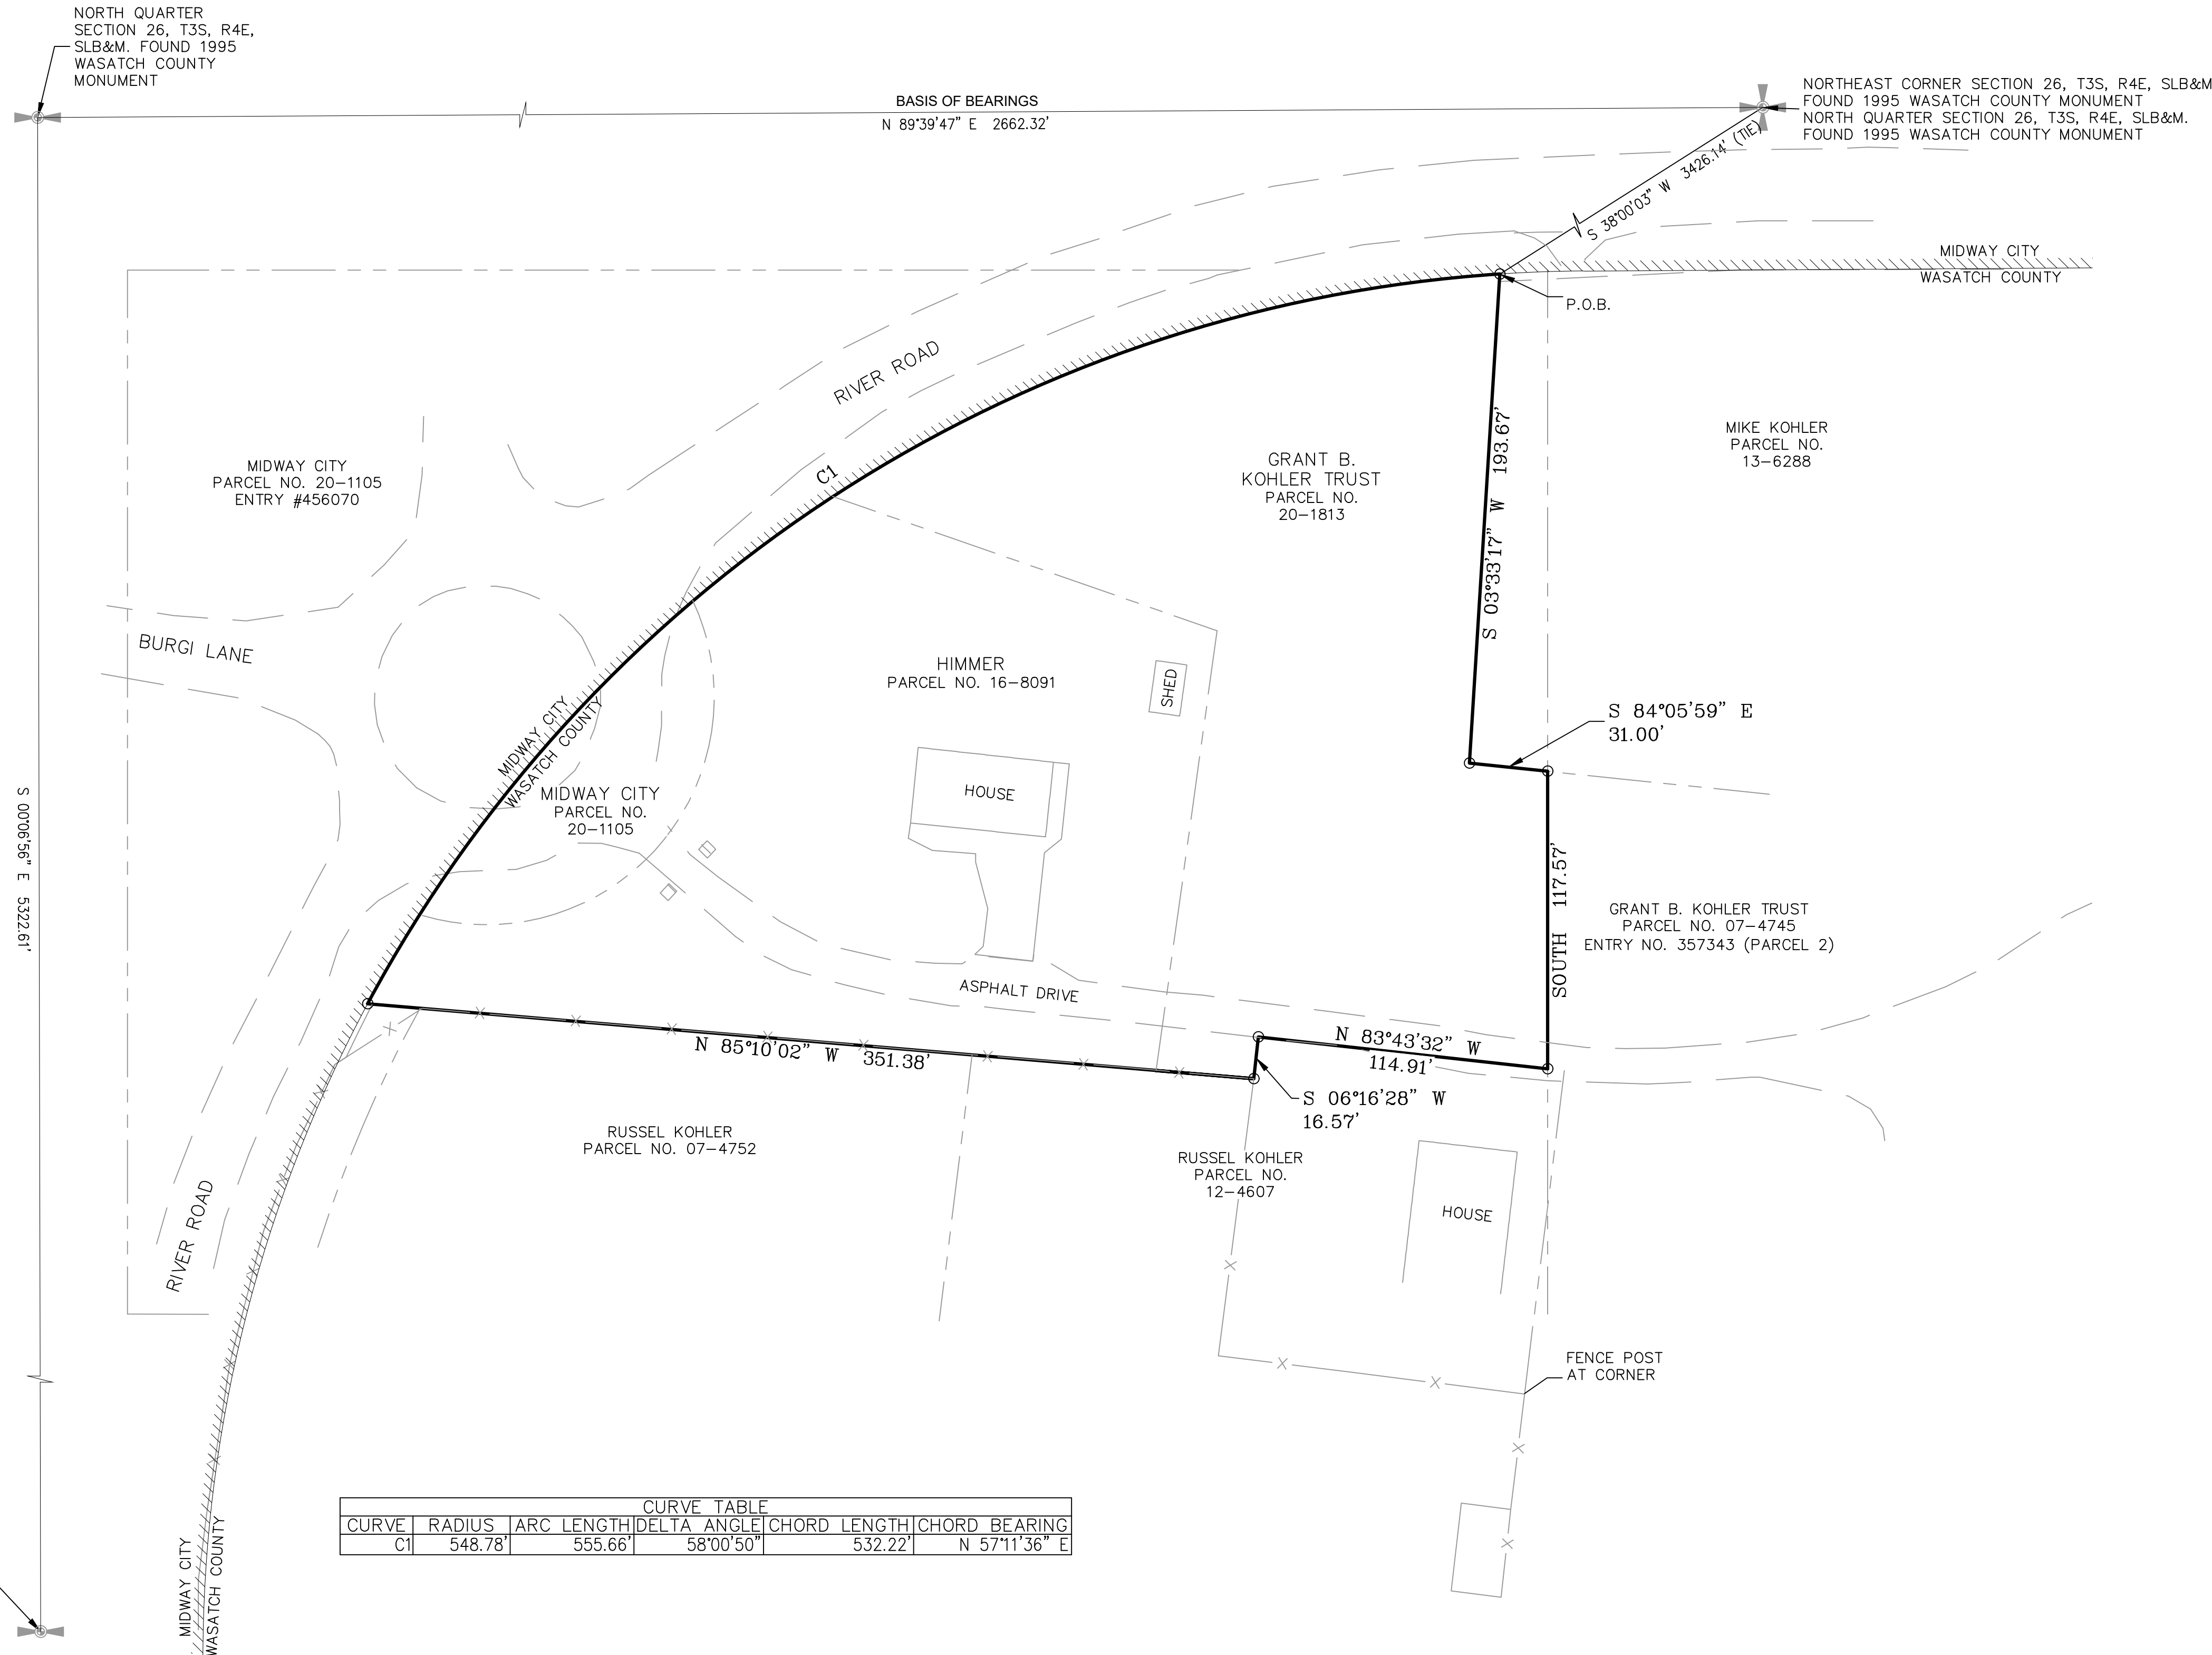 NORTH QUARTER
SECTION 26, T3S, R4E,
SLB&M. FOUND 1995
WASATCH COUNTY
MONUMENT
BASIS OF BEARINGS
N 89°39'47" E 2662.32'
NORTHEAST CORNER SECTION 26, T3S, R4E, SLB&M
FOUND 1995 WASATCH COUNTY MONUMENT
NORTH QUARTER SECTION 26, T3S, R4E, SLB&M.
FOUND 1995 WASATCH COUNTY MONUMENT
S 38°00'03" W 3426.14' (TIE)
MIDWAY CITY
WASATCH COUNTY
P.O.B.
RIVER ROAD
C1
MIDWAY CITY
PARCEL NO. 20-1105
ENTRY #456070
GRANT B.
KOHLER TRUST
PARCEL NO.
20-1813
S 03°33'17" W 193.67'
MIKE KOHLER
PARCEL NO.
13-6288
BURGI LANE
HIMMER
PARCEL NO. 16-8091
SHED
S 84°05'59" E
31.00'
MIDWAY CITY
WASATCH COUNTY
HOUSE
MIDWAY CITY
PARCEL NO.
20-1105
S 00°06'56" E 5322.61'
SOUTH 117.57'
GRANT B. KOHLER TRUST
PARCEL NO. 07-4745
ENTRY NO. 357343 (PARCEL 2)
ASPHALT DRIVE
N 85°10'02" W 351.38'
N 83°43'32" W
114.91'
S 06°16'28" W
16.57'
RUSSEL KOHLER
PARCEL NO. 07-4752
RUSSEL KOHLER
PARCEL NO.
12-4607
HOUSE
RIVER ROAD
FENCE POST
AT CORNER
CURVE TABLE
CURVE RADIUS ARC LENGTH DELTA ANGLE CHORD LENGTH CHORD BEARING
C1 548.78' 555.66' 58°00'50" 532.22' N 57°11'36" E
MIDWAY CITY
WASATCH COUNTY